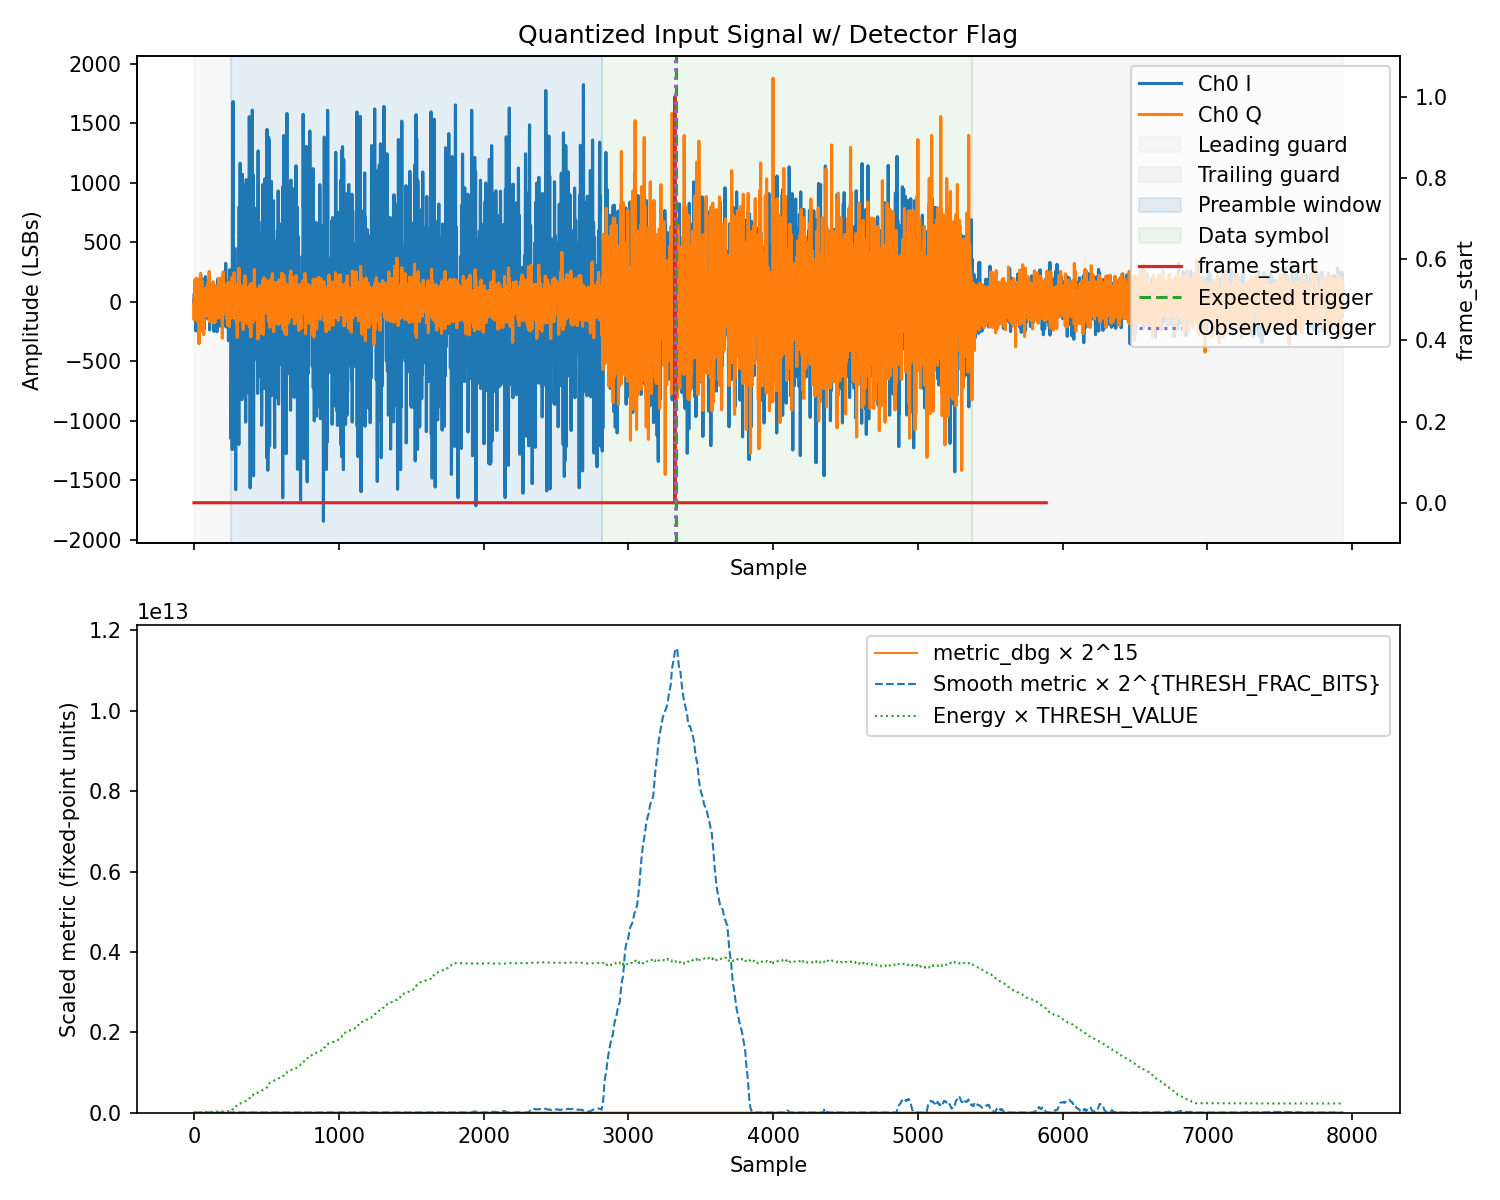 Quantized Input Signal w/ Detector Flag
2000
1500
1000
500
0
−500
−1000
−1500
−2000
Amplitude (LSBs)
Ch0 I
Ch0 Q
Leading guard
Trailing guard
Preamble window
Data symbol
frame_start
Expected trigger
Observed trigger
1.0
0.8
0.6
0.4
0.2
0.0
frame_start
Sample
1e13
1.2
1.0
0.8
0.6
0.4
0.2
0.0
Scaled metric (fixed-point units)
metric_dbg × 2^15
Smooth metric × 2^{THRESH_FRAC_BITS}
Energy × THRESH_VALUE
0 1000 2000 3000 4000 5000 6000 7000 8000
Sample